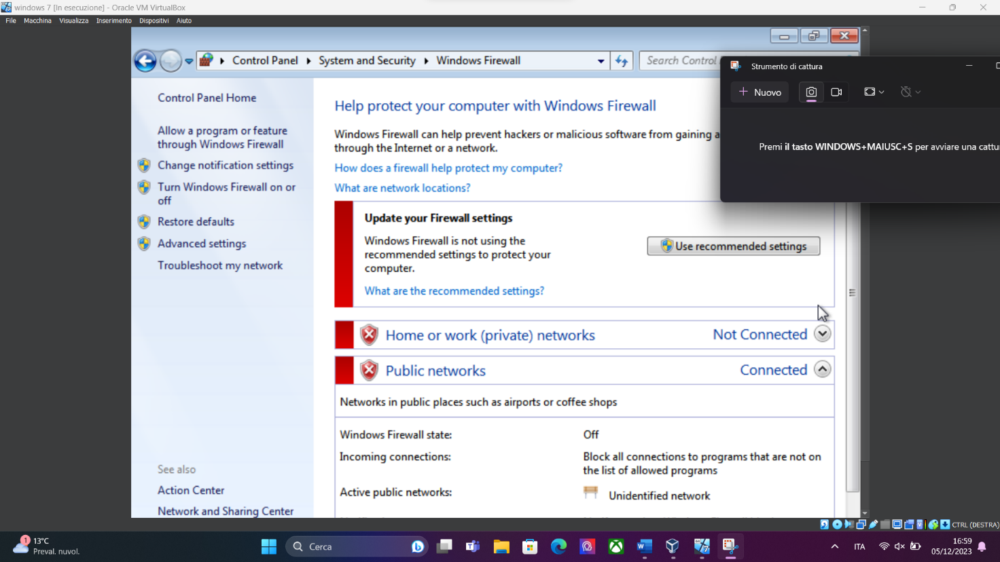 windows 7 [In esecuzione] - Oracle VM VirtualBox
File Macchina Visualizza Inserimento Dispositivi Aiuto
Control Panel System and Security Windows Firewall
Search Control
Strumento di cattura
Nuovo
Premi il tasto WINDOWS+MAIUSC+S per avviare una cattu
Control Panel Home
Allow a program or feature
through Windows Firewall
Change notification settings
Turn Windows Firewall on or
off
Restore defaults
Advanced settings
Troubleshoot my network
See also
Action Center
Network and Sharing Center
Help protect your computer with Windows Firewall
Windows Firewall can help prevent hackers or malicious software from gaining a
through the Internet or a network.
How does a firewall help protect my computer?
What are network locations?
Update your Firewall settings
Windows Firewall is not using the
recommended settings to protect your
computer.
Use recommended settings
What are the recommended settings?
Home or work (private) networks Not Connected
Public networks Connected
Networks in public places such as airports or coffee shops
Windows Firewall state: Off
Incoming connections: Block all connections to programs that are not on
the list of allowed programs
Active public networks: Unidentified network
CTRL (DESTRA)
1
13°C
Preval. nuvol.
Cerca
ITA
16:59
05/12/2023